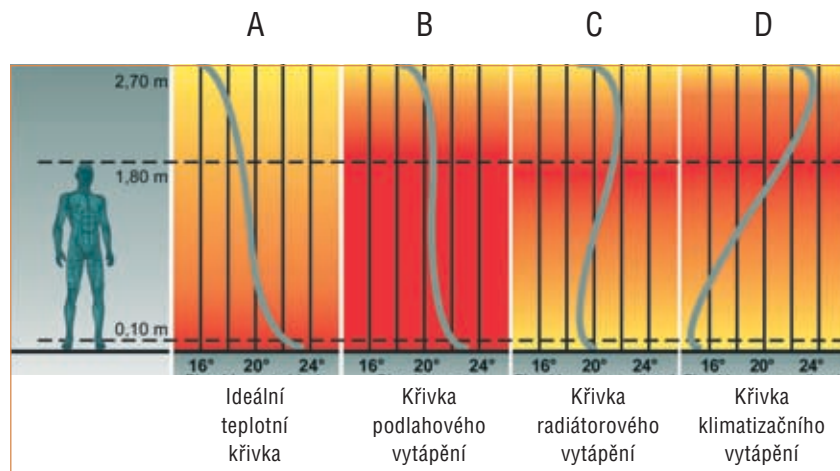 A B C D
2,70 m
1,80 m
0,10 m
16° 20° 24° 16° 20° 24° 16° 20° 24° 16° 20° 24°
Ideální
teplotní
křivka
Křivka
podlahového
vytápění
Křivka
radiátorového
vytápění
Křivka
klimatizačního
vytápění